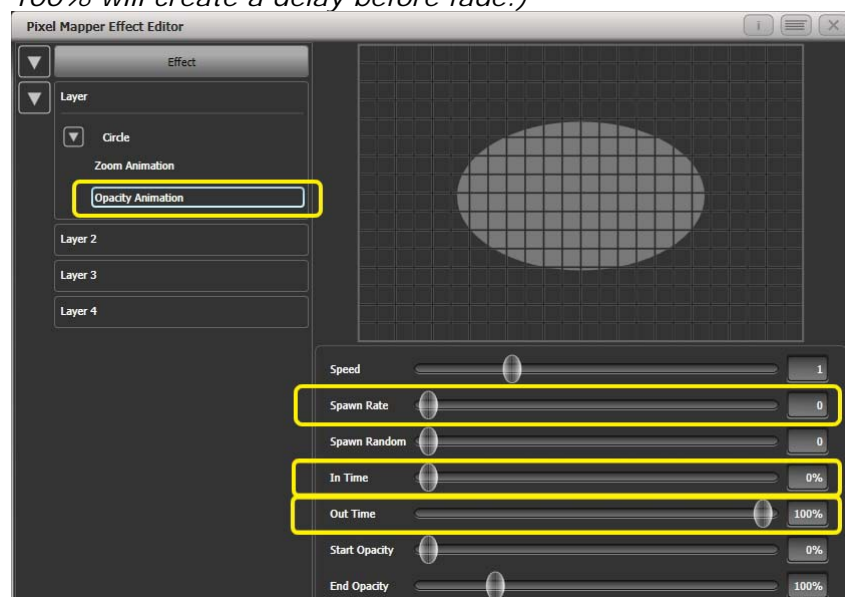 100% will create a delay before fade.)
Pixel Mapper Effect Editor
i
Effect
Layer
Circle
Zoom Animation
Opacity Animation
Layer 2
Layer 3
Layer 4
Speed 1
Spawn Rate 0
Spawn Random 0
In Time 0%
Out Time 100%
Start Opacity 0%
End Opacity 100%